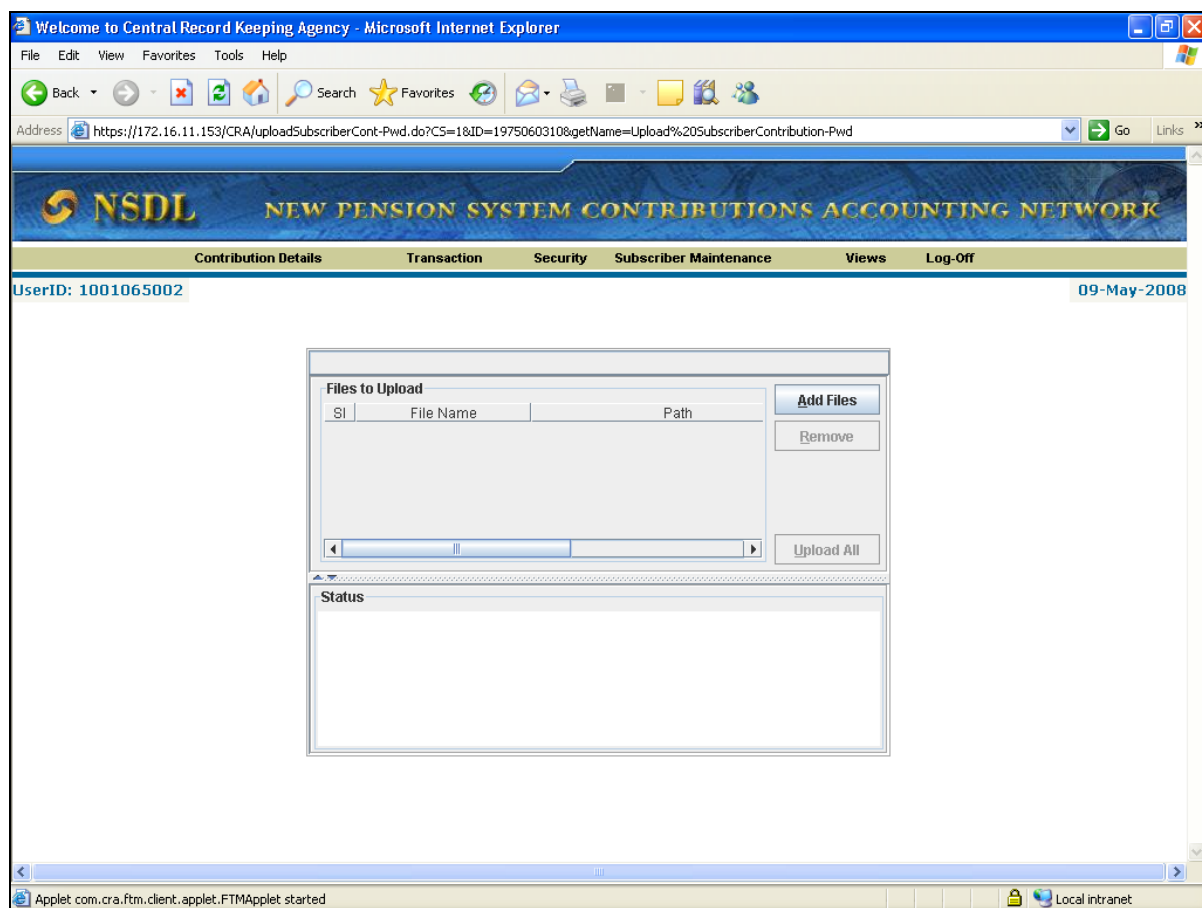 Welcome to Central Record Keeping Agency - Microsoft Internet Explorer
File Edit View Favorites Tools Help
Back Search Favorites
Address https://172.16.11.153/CRA/uploadSubscriberCont-Pwd.do?CS=1&ID=1975060310&getName=Upload%20SubscriberContribution-Pwd Go Links »
NSDL NEW PENSION SYSTEM CONTRIBUTIONS ACCOUNTING NETWORK
Contribution Details Transaction Security Subscriber Maintenance Views Log-Off
UserID: 1001065002 09-May-2008
Files to Upload
Add Files
Sl File Name Path
Remove
Upload All
Status
Applet com.cra.ftm.client.applet.FTMApplet started Local intranet